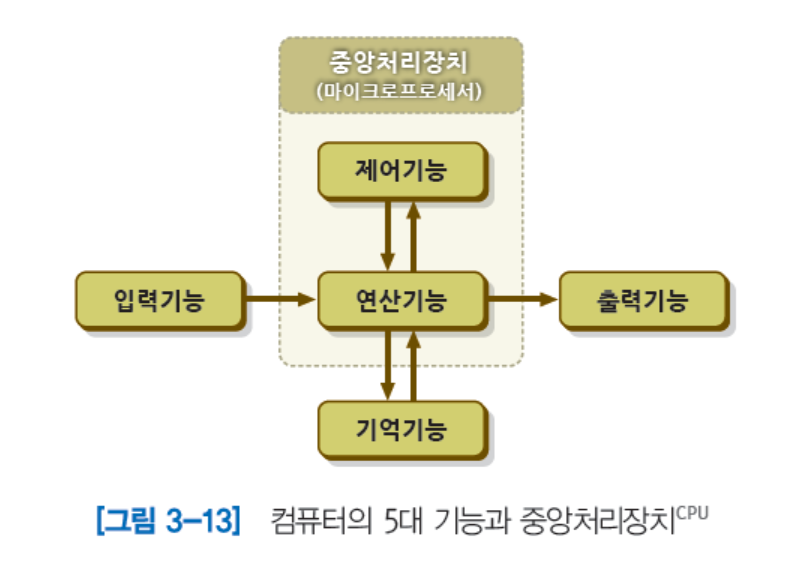 중앙처리장치
(마이크로프로세서)
제어기능
입력기능 연산기능 출력기능
기억기능
[그림 3-13] 컴퓨터의 5대 기능과 중앙처리장치CPU